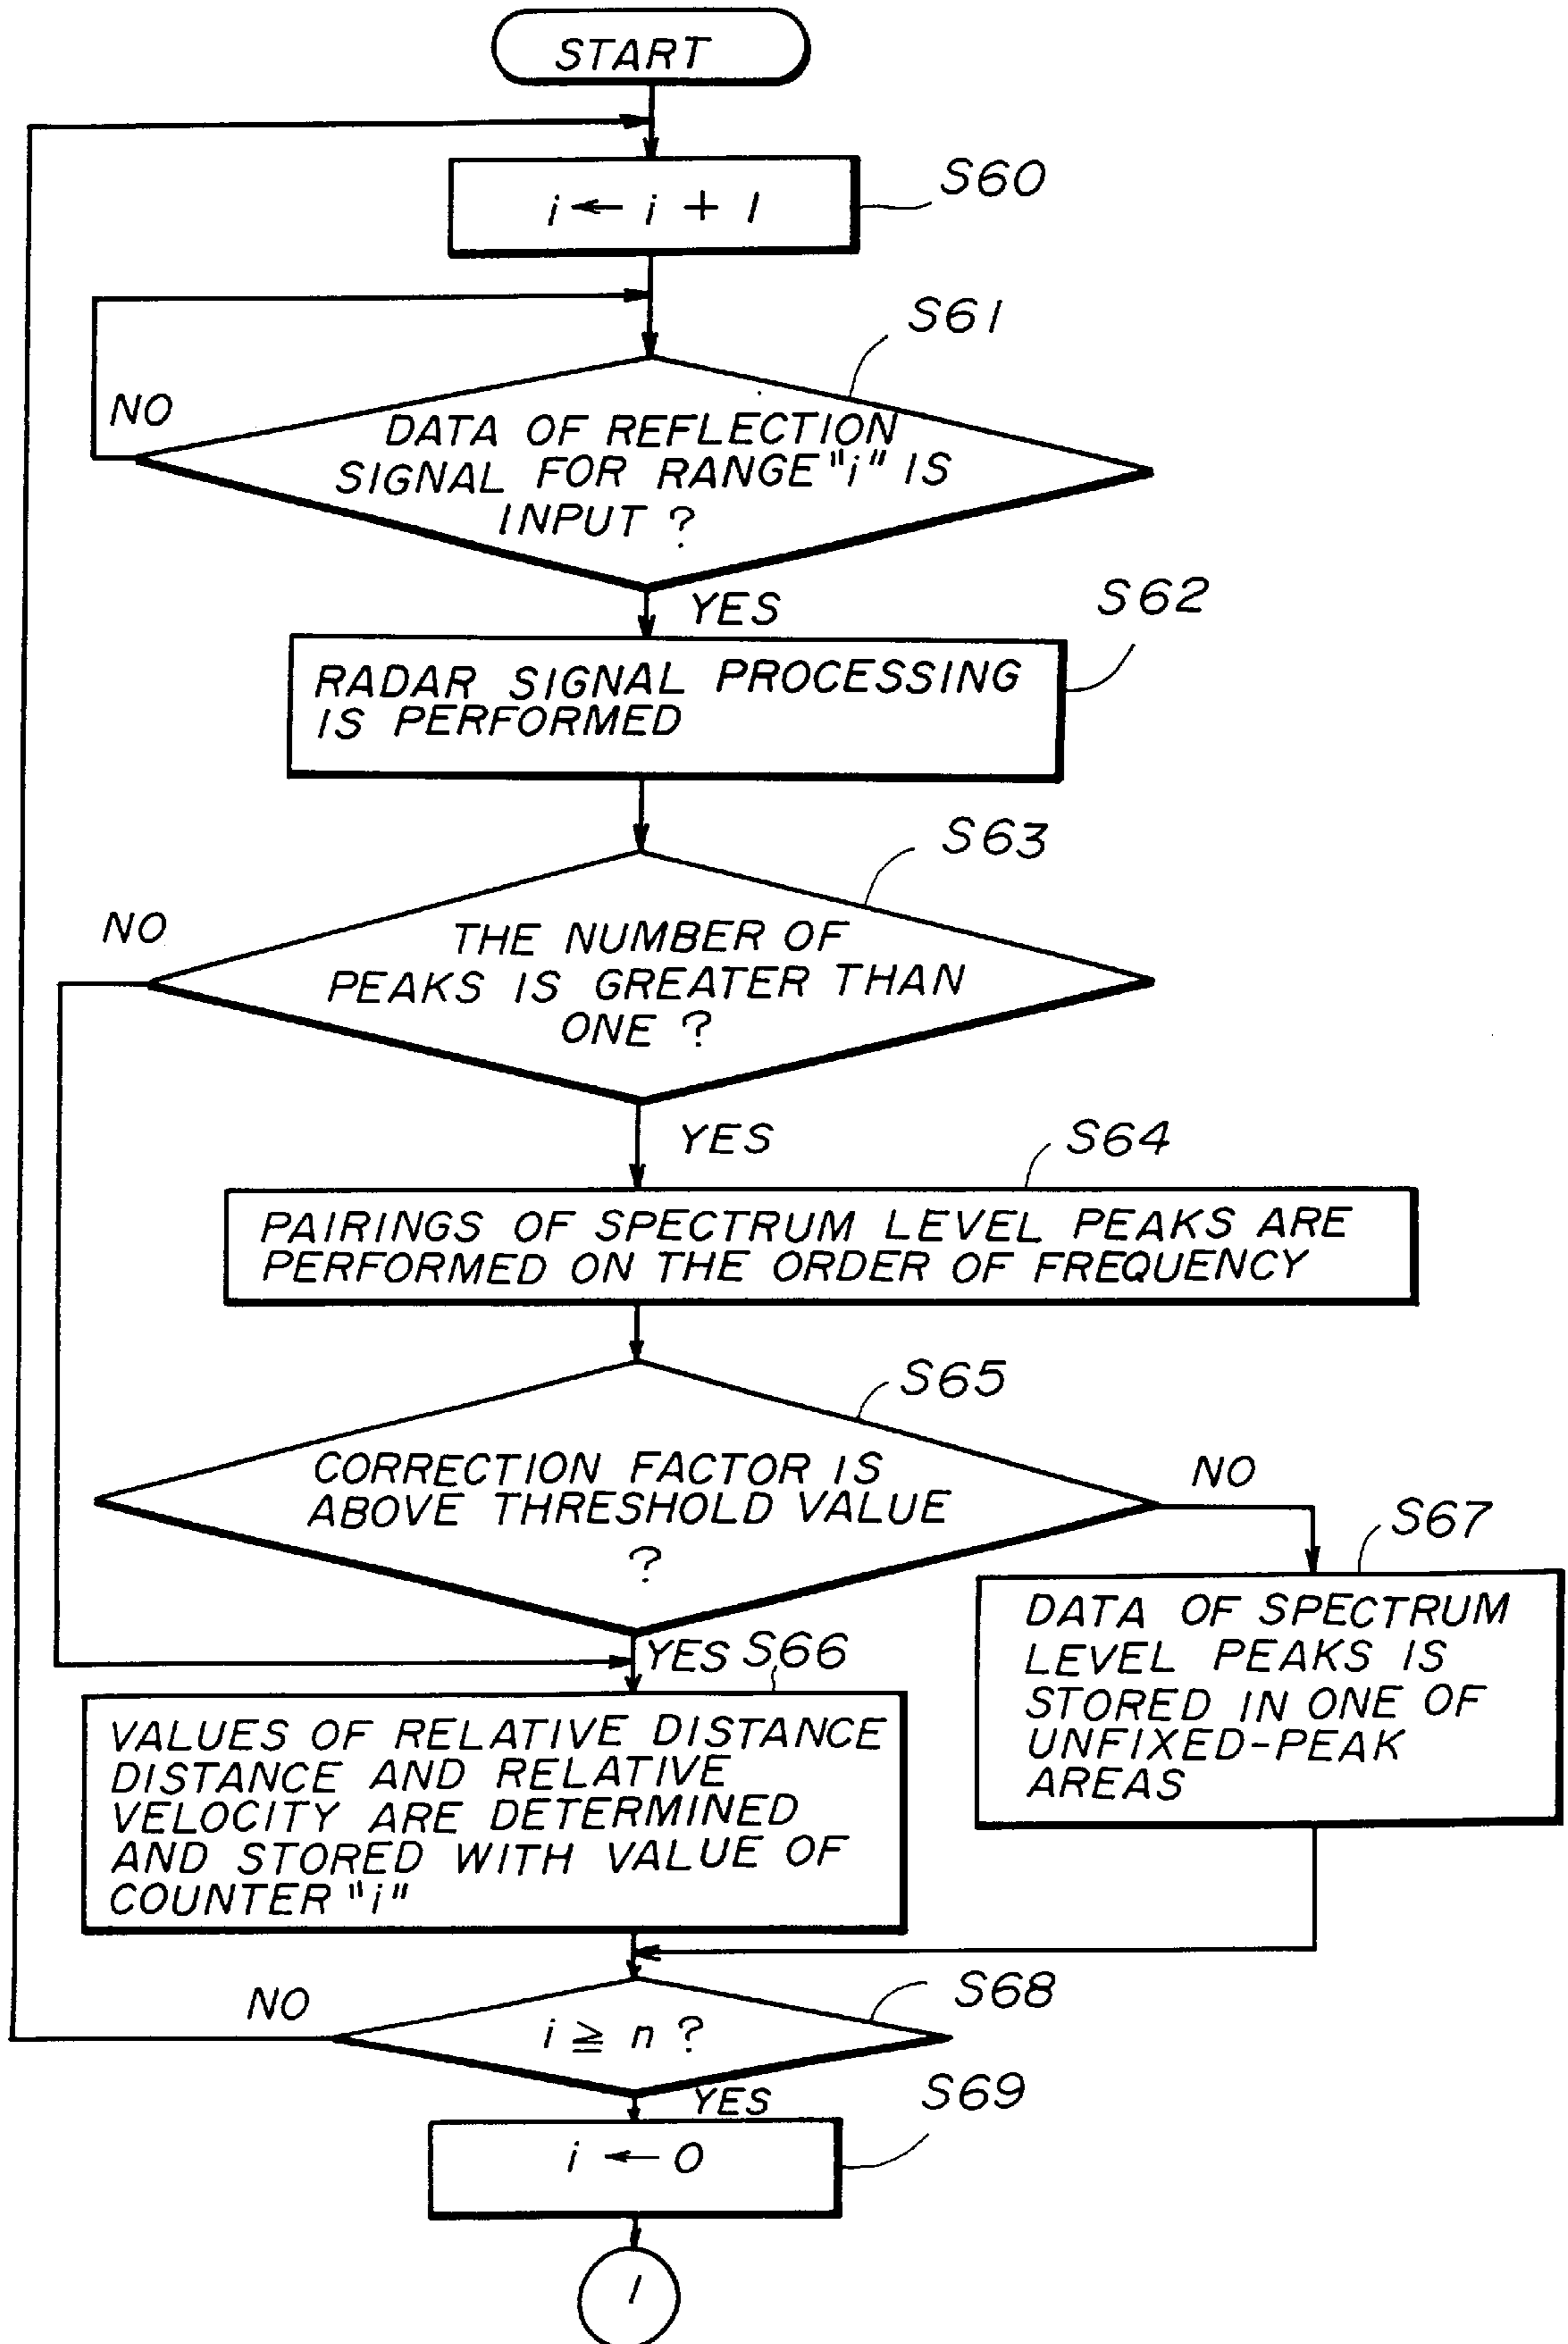 START
i ← i + 1
S60
S61
NO
DATA OF REFLECTION
SIGNAL FOR RANGE "i" IS
INPUT ?
YES
S62
RADAR SIGNAL PROCESSING
IS PERFORMED
S63
NO
THE NUMBER OF
PEAKS IS GREATER THAN
ONE ?
YES
S64
PAIRINGS OF SPECTRUM LEVEL PEAKS ARE
PERFORMED ON THE ORDER OF FREQUENCY
S65
CORRECTION FACTOR IS
ABOVE THRESHOLD VALUE
?
NO
S67
DATA OF SPECTRUM
LEVEL PEAKS IS
STORED IN ONE OF
UNFIXED-PEAK
AREAS
YES
S66
VALUES OF RELATIVE DISTANCE
DISTANCE AND RELATIVE
VELOCITY ARE DETERMINED
AND STORED WITH VALUE OF
COUNTER "i"
S68
NO
i ≧ n ?
YES
S69
i ← 0
1